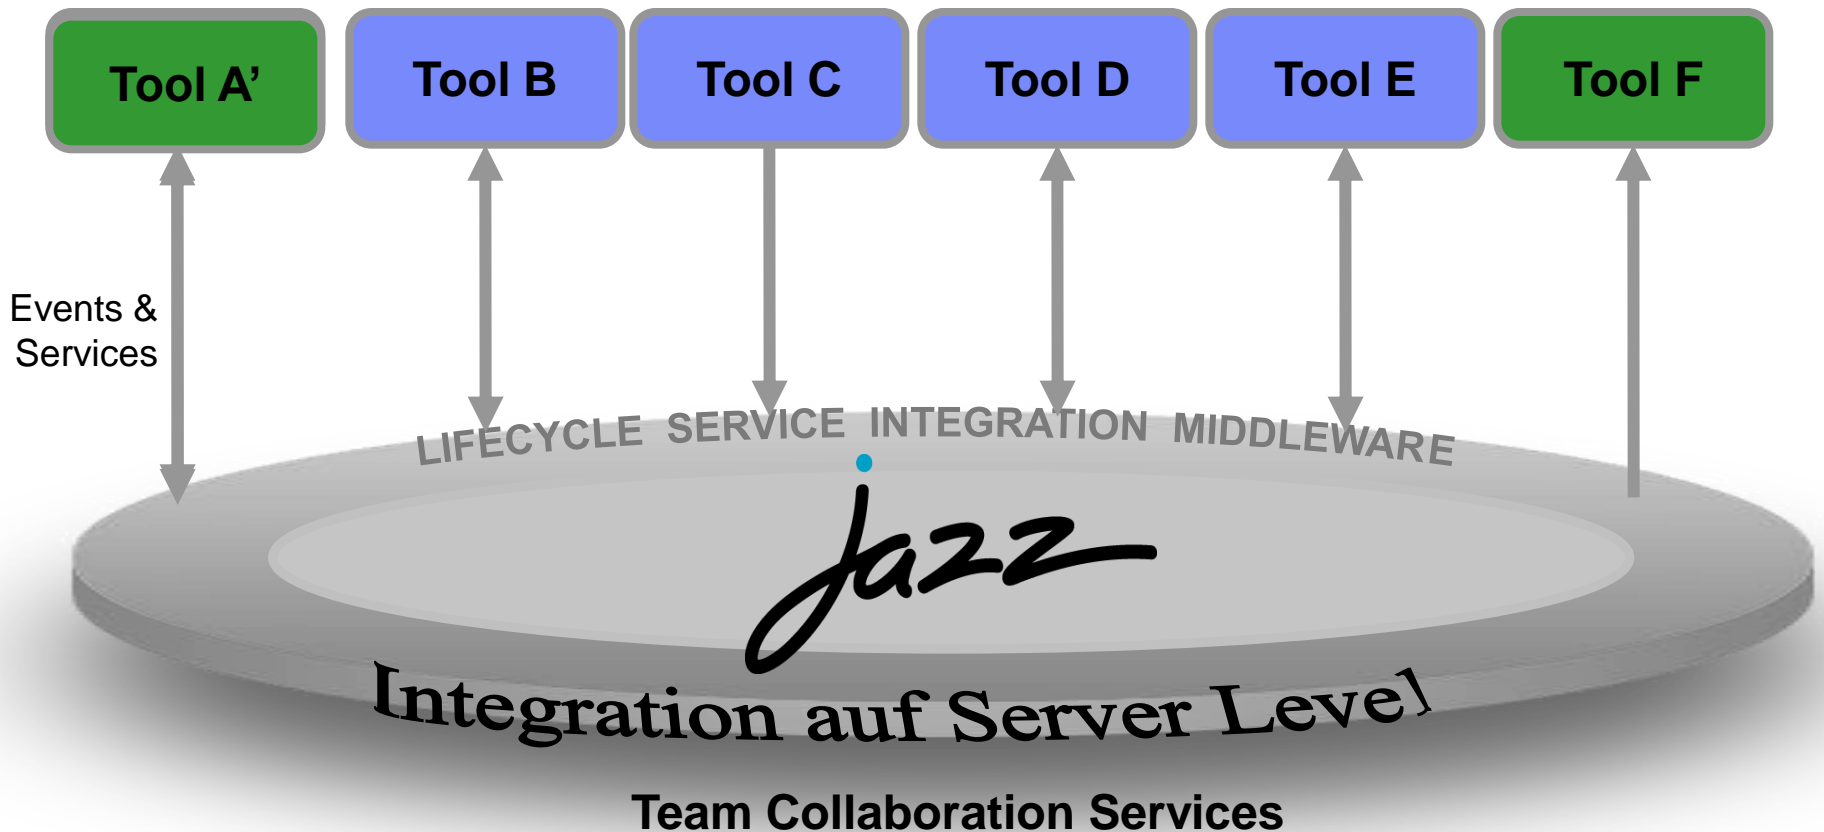 Tool A’
Tool B
Tool C
Tool D
Tool E
Tool F
Events &
Services
LIFECYCLE SERVICE INTEGRATION MIDDLEWARE
jazz
Integration auf Server Level
Team Collaboration Services